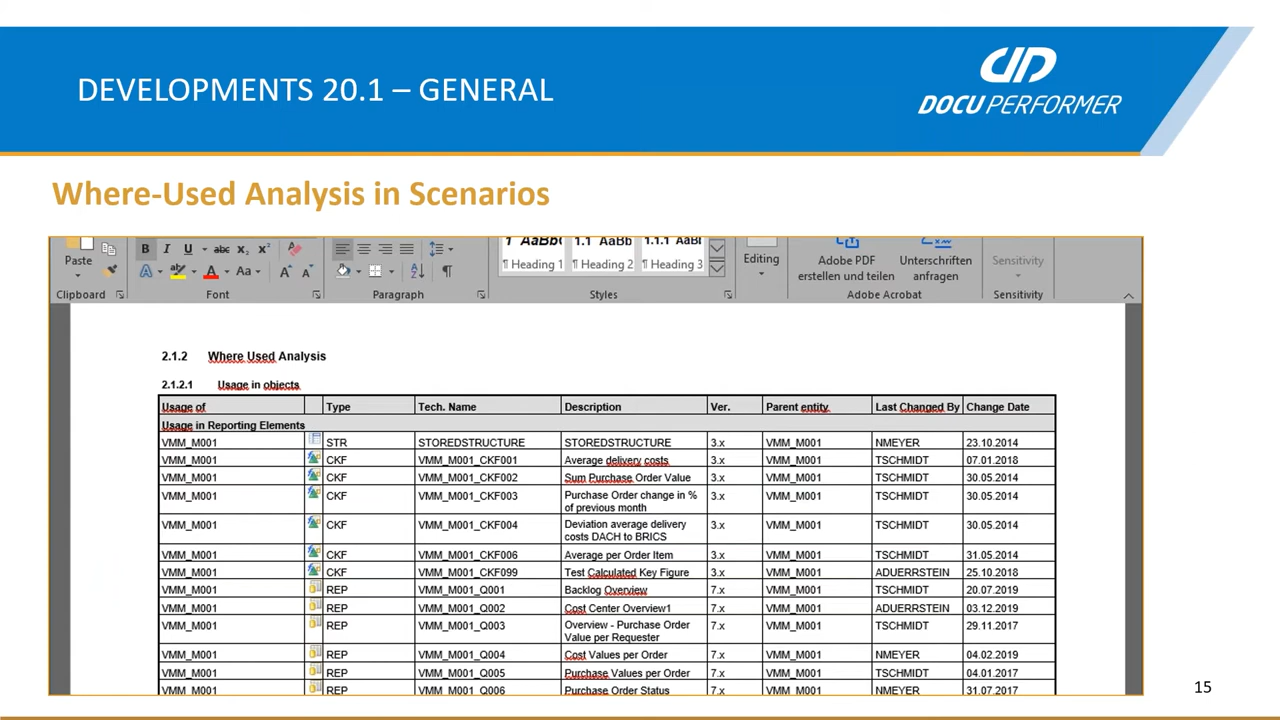 DEVELOPMENTS 20.1 – GENERAL
DOCU PERFORMER
Where-Used Analysis in Scenarios
Paste
Clipboard
B I U abc x₂ x²
A aby A Aa A A
Font
Paragraph
1 AaBb( 1.1 AaBb 1.1.1 AaBl
¶ Heading 1 ¶ Heading 2 ¶ Heading 3
Styles
Editing
Adobe PDF
erstellen und teilen
Unterschriften
anfragen
Adobe Acrobat
Sensitivity
Sensitivity
2.1.2 Where Used Analysis
2.1.2.1 Usage in objects
Usage of Type Tech. Name Description Ver. Parent entity Last Changed By Change Date
Usage in Reporting Elements
VMM_M001 STR STOREDSTRUCTURE STOREDSTRUCTURE 3.x VMM_M001 NMEYER 23.10.2014
VMM_M001 CKF VMM_M001_CKF001 Average delivery costs 3.x VMM_M001 TSCHMIDT 07.01.2018
VMM_M001 CKF VMM_M001_CKF002 Sum Purchase Order Value 3.x VMM_M001 TSCHMIDT 30.05.2014
VMM_M001 CKF VMM_M001_CKF003 Purchase Order change in % 3.x VMM_M001 TSCHMIDT 30.05.2014
of previous month
VMM_M001 CKF VMM_M001_CKF004 Deviation average delivery 3.x VMM_M001 TSCHMIDT 30.05.2014
costs DACH to BRICS
VMM_M001 CKF VMM_M001_CKF006 Average per Order Item 3.x VMM_M001 TSCHMIDT 31.05.2014
VMM_M001 CKF VMM_M001_CKF099 Test Calculated Key Figure 3.x VMM_M001 ADUERRSTEIN 25.10.2018
VMM_M001 REP VMM_M001_Q001 Backlog Overview 7.x VMM_M001 TSCHMIDT 20.07.2019
VMM_M001 REP VMM_M001_Q002 Cost Center Overview1 7.x VMM_M001 ADUERRSTEIN 03.12.2019
VMM_M001 REP VMM_M001_Q003 Overview - Purchase Order 7.x VMM_M001 TSCHMIDT 29.11.2017
Value per Requester
VMM_M001 REP VMM_M001_Q004 Cost Values per Order 7.x VMM_M001 NMEYER 04.02.2019
VMM_M001 REP VMM_M001_Q005 Purchase Values per Order 7.x VMM_M001 TSCHMIDT 04.01.2017
VMM_M001 REP VMM_M001_Q006 Purchase Order Status 7.x VMM_M001 NMEYER 31.07.2017
15